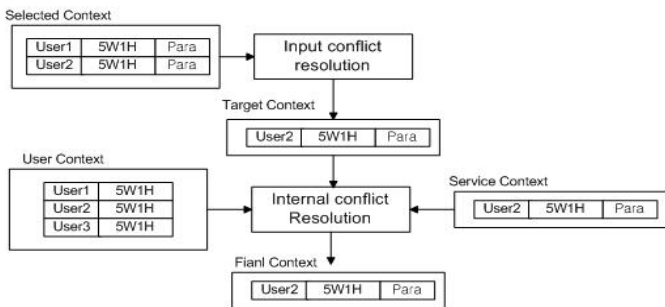 Selected Context
User1 5W1H Para
User2 5W1H Para
Input conflict
resolution
Target Context
User2 5W1H Para
User Context
User1 5W1H
User2 5W1H
User3 5W1H
Internal conflict
Resolution
Service Context
User2 5W1H Para
Fianl Context
User2 5W1H Para